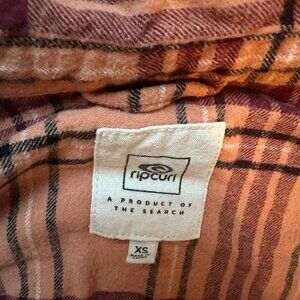 ripcurl
A PRODUCT OF
THE SEARCH
XS